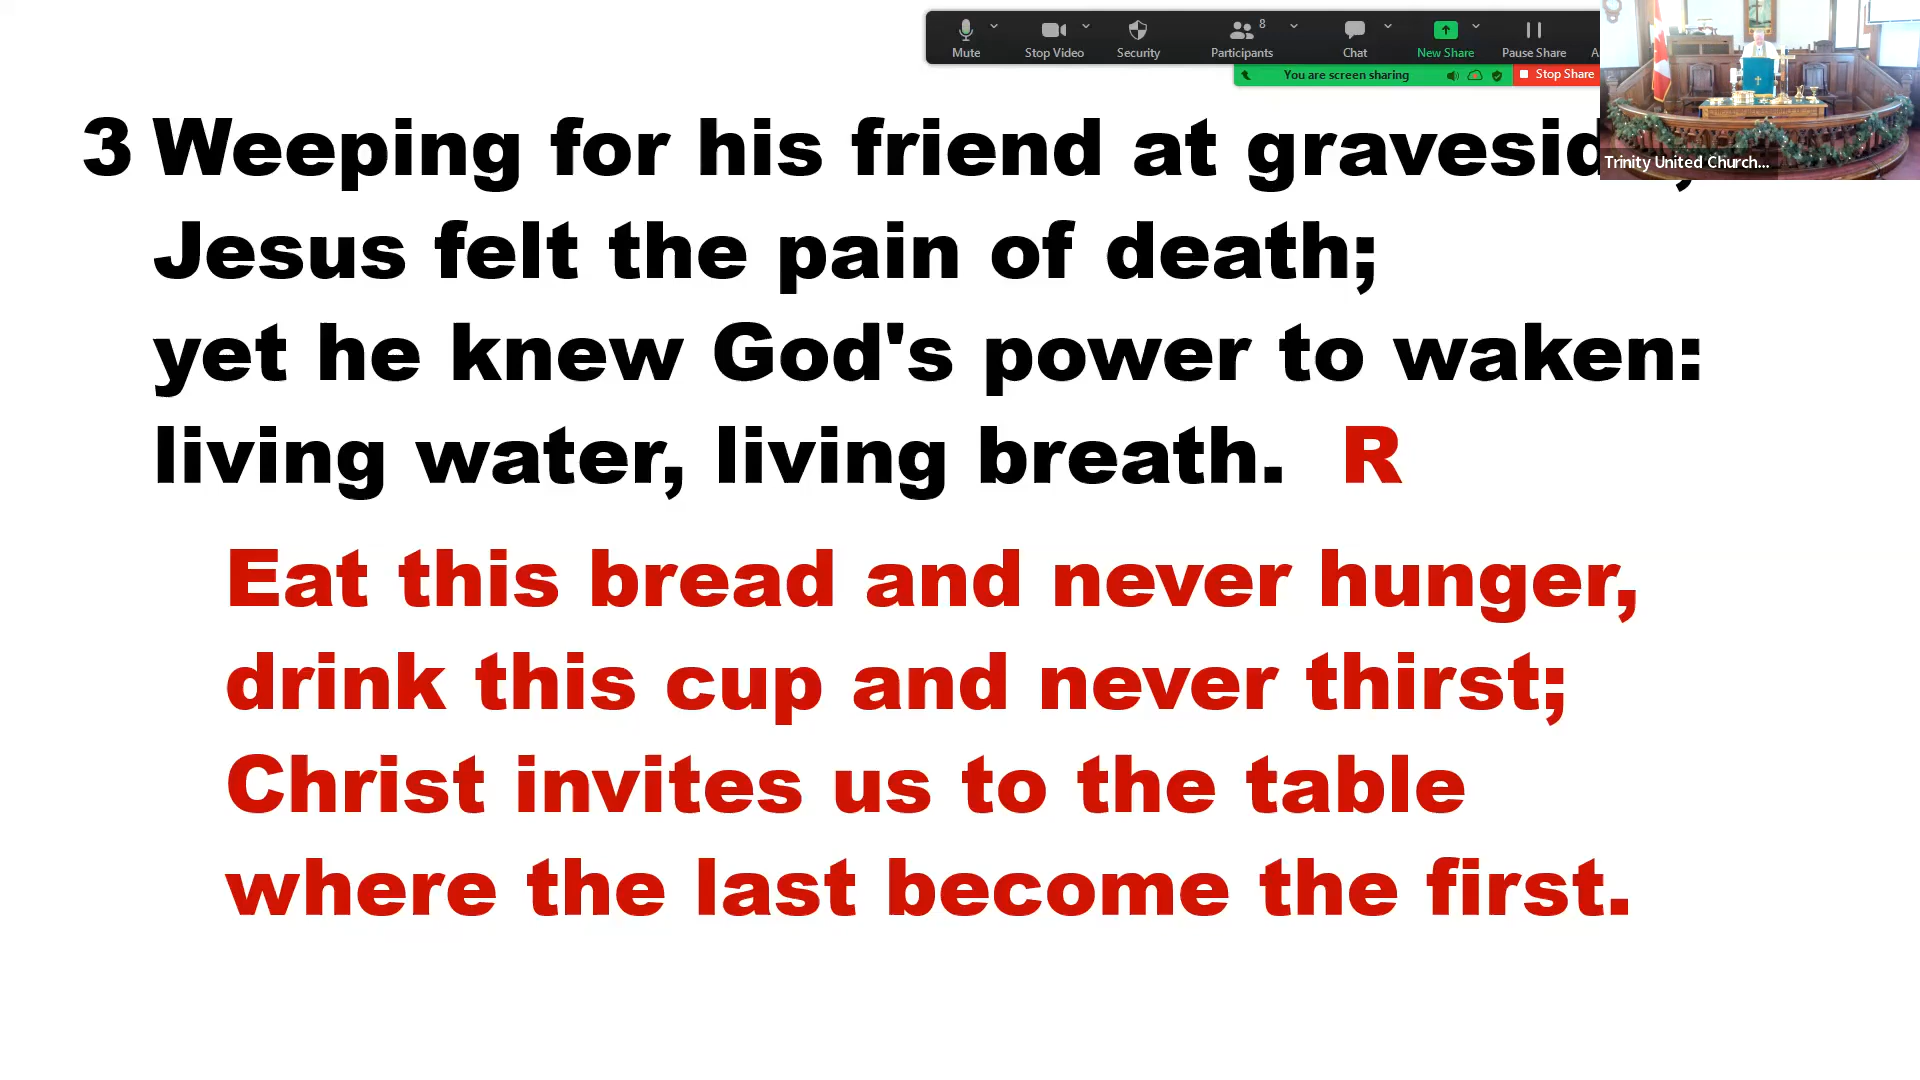 Mute
Stop Video
Security
8
Participants
Chat
New Share
Pause Share
You are screen sharing
Stop Share
Trinity United Church...
3 Weeping for his friend at
Jesus felt the pain of death;
yet he knew God's power to waken:
living water, living breath. R
Eat this bread and never hunger,
drink this cup and never thirst;
Christ invites us to the table
where the last become the first.